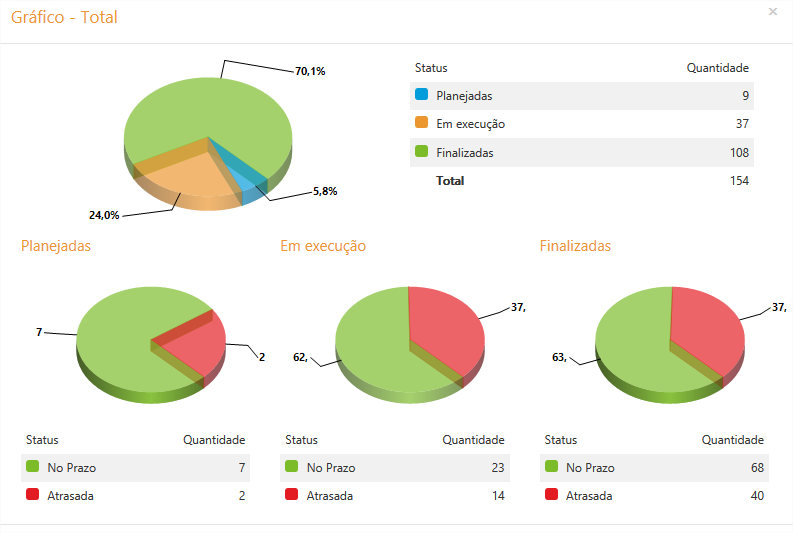 Gráfico - Total
×
70,1%
5,8%
24,0%
Status Quantidade
Planejadas 9
Em execução 37
Finalizadas 108
Total 154
Planejadas
7
2
Status Quantidade
No Prazo 7
Atrasada 2
Em execução
37,
62,
Status Quantidade
No Prazo 23
Atrasada 14
Finalizadas
37,
63,
Status Quantidade
No Prazo 68
Atrasada 40